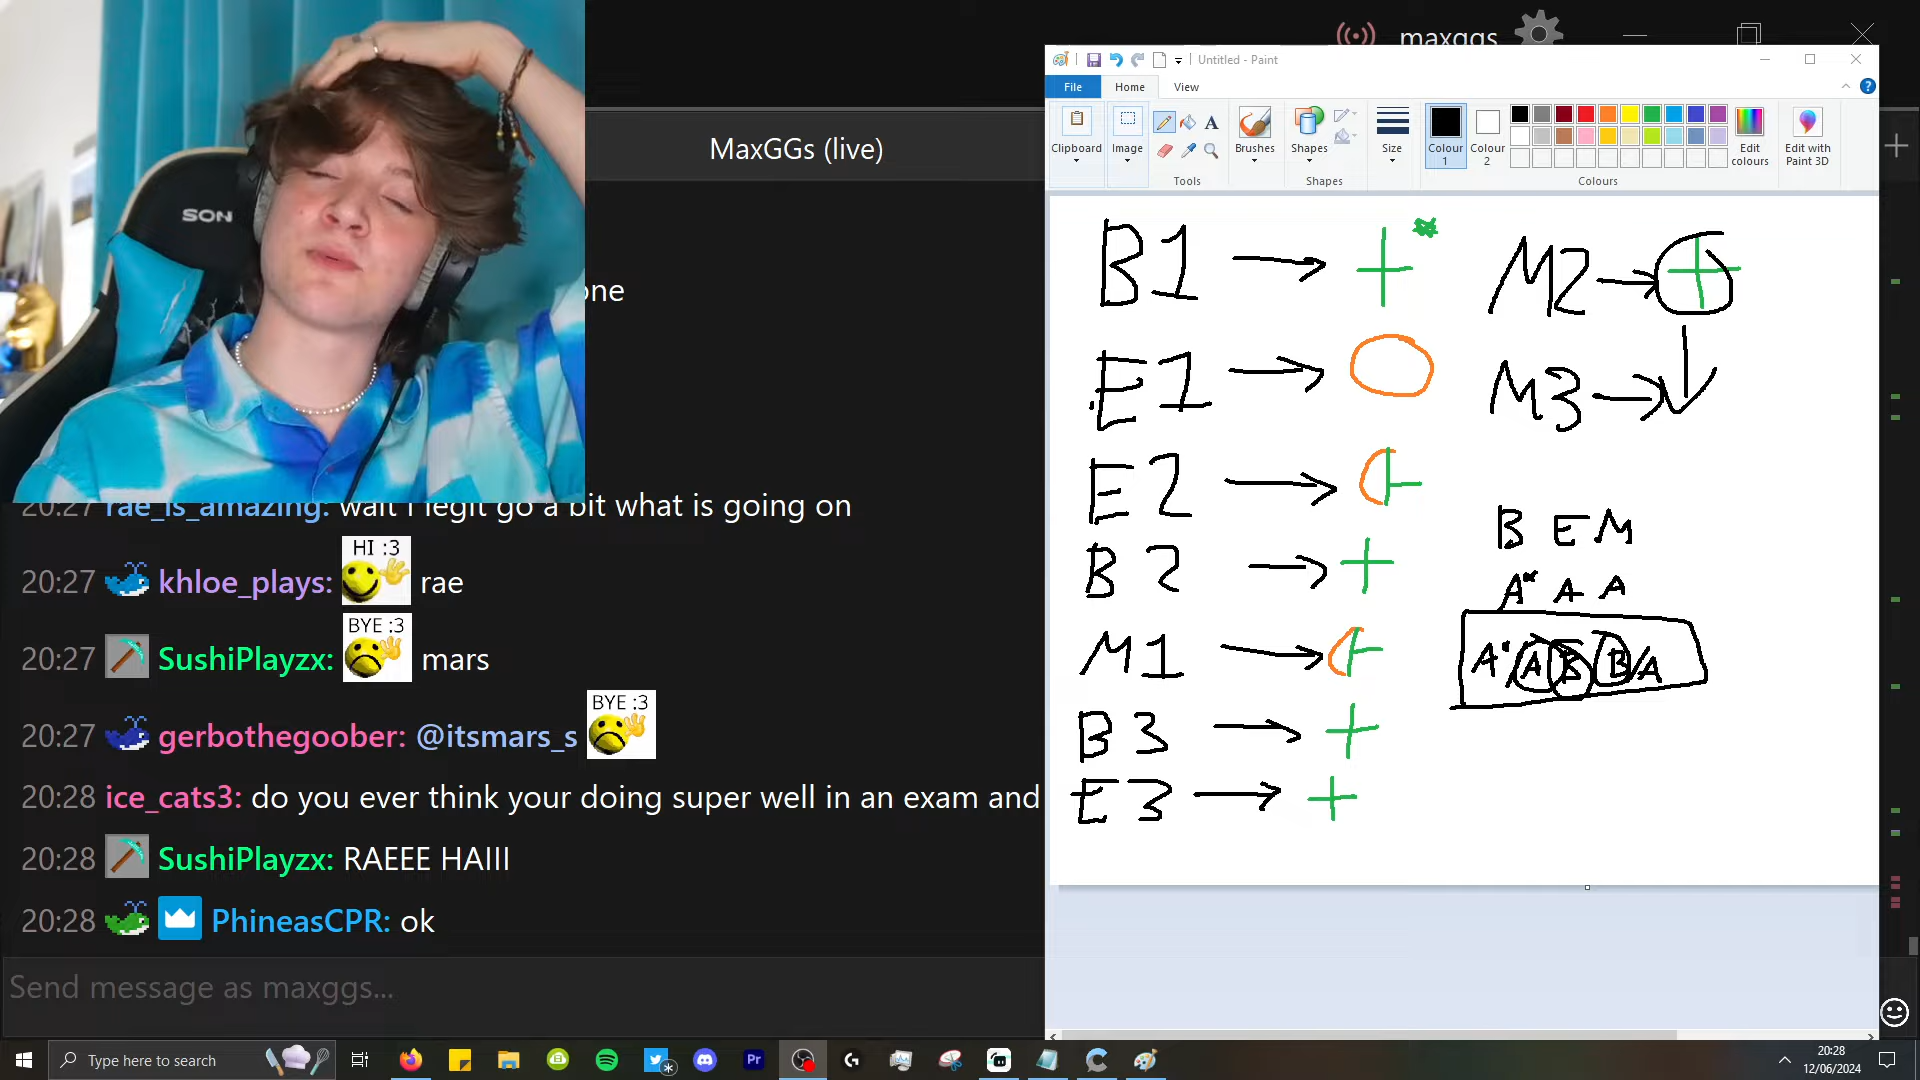 maxggs
MaxGGs (live)
SON
one
20:27 rae_is_amazing: wait i legit go a bit what is going on
20:27 khloe_plays: HI :3 rae
20:27 SushiPlayzx: BYE :3 mars
20:27 gerbothegoober: @itsmars_s BYE :3
20:28 ice_cats3: do you ever think your doing super well in an exam and
20:28 SushiPlayzx: RAEEE HAIII
20:28 PhineasCPR: ok
Send message as maxggs...
Untitled - Paint
File Home View
Clipboard
Image
Tools
Brushes
Shapes
Shapes
Size
Colour 1
Colour 2
Edit colours
Edit with Paint 3D
Colours
B1 → + *
E1 → O
E2 →
B2 → +
M1 →
B3 → +
E3 → +
M2 → +
M3 →
B E M
A* A A
A* A B B A
Type here to search
Pr
20:28
12/06/2024